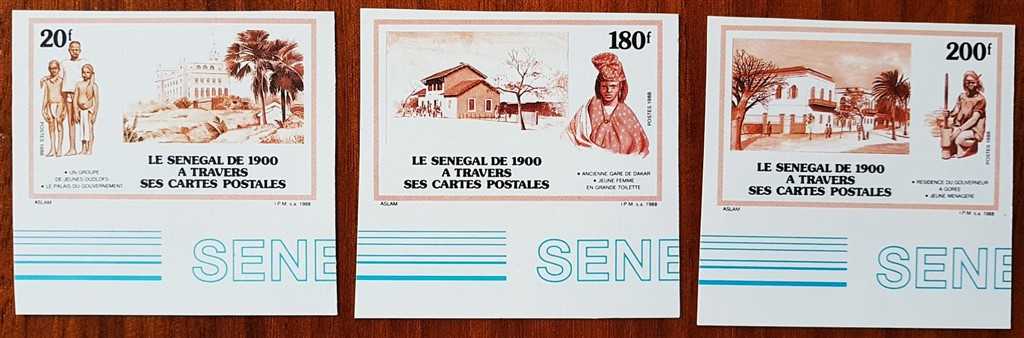 20f
POSTES 1988
LE SENEGAL DE 1900
A TRAVERS
SES CARTES POSTALES
• UN GROUPE
DE JEUNES OUOLOFS
• LE PALAIS DU GOUVERNEMENT
ASLAM
I.P.M. s.a. 1988
SENE
180f
POSTES 1988
LE SENEGAL DE 1900
A TRAVERS
SES CARTES POSTALES
• ANCIENNE GARE DE DAKAR
• JEUNE FEMME
EN GRANDE TOILETTE
ASLAM
I.P.M. s.a. 1988
SENE
200f
POSTES 1988
LE SENEGAL DE 1900
A TRAVERS
SES CARTES POSTALES
• RESIDENCE DU GOUVERNEUR
A GOREE
• JEUNE MENAGERE
ASLAM
I.P.M. s.a. 1988
SENE